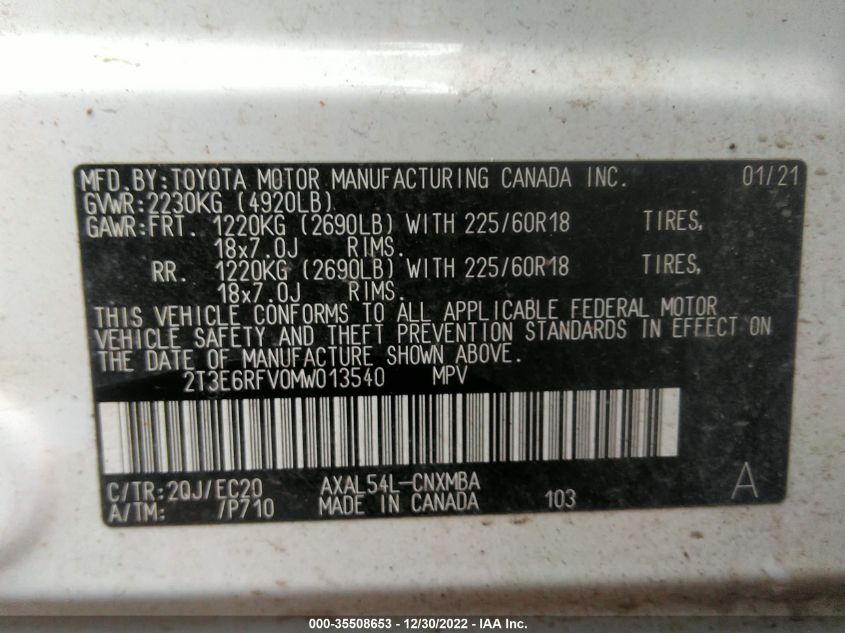 MFD.BY:TOYOTA MOTOR MANUFACTURING CANADA INC. 01/21
GVWR:2230KG (4920LB)
GAWR:FRT. 1220KG (2690LB) WITH 225/60R18 TIRES,
18x7.0J RIMS.
RR. 1220KG (2690LB) WITH 225/60R18 TIRES,
18x7.0J RIMS.
THIS VEHICLE CONFORMS TO ALL APPLICABLE FEDERAL MOTOR
VEHICLE SAFETY AND THEFT PREVENTION STANDARDS IN EFFECT ON
THE DATE OF MANUFACTURE SHOWN ABOVE.
2T3E6RFV0MW013540 MPV
C/TR:20J/EC20 AXAL54L-CNXMBA
A/TM: /P710 MADE IN CANADA 103 A
000-35508653 - 12/30/2022 - IAA Inc.